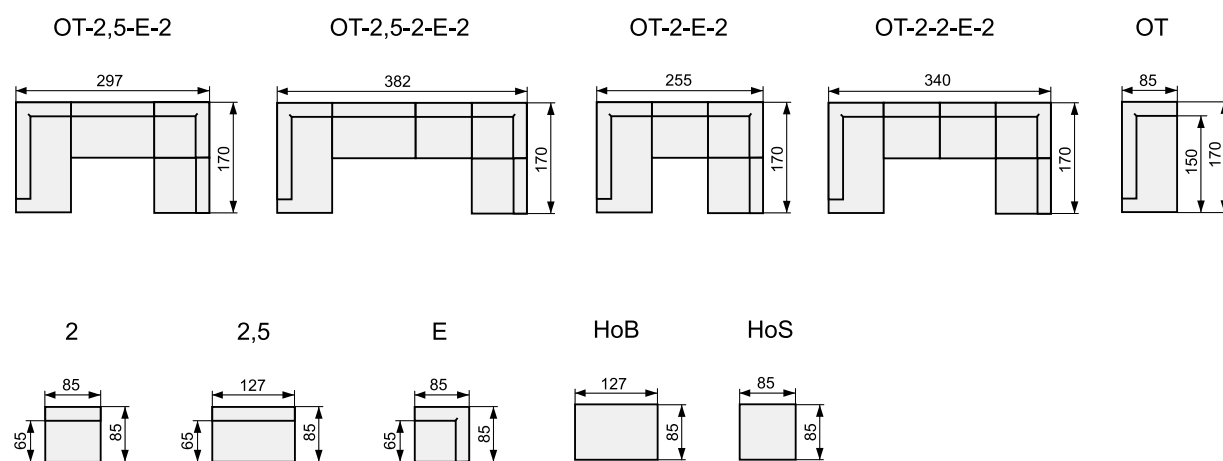 OT-2,5-E-2 OT-2,5-2-E-2 OT-2-E-2 OT-2-2-E-2 OT
297 382 255 340 85
170 170 170 170 150 170
2 2,5 E HoB HoS
85 127 85 127 85
65 85 65 85 65 85 85 85